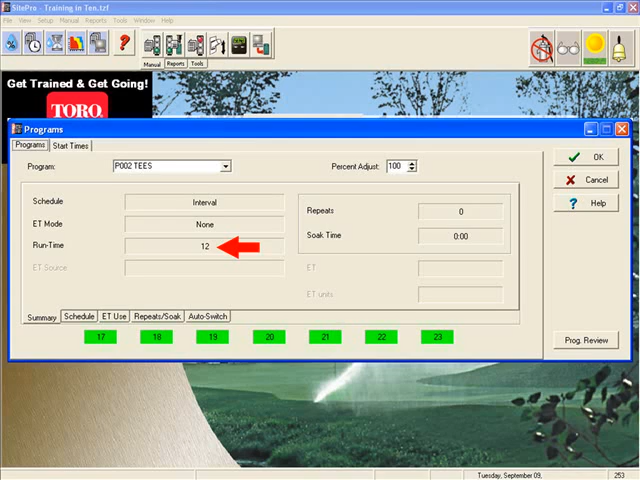 SitePro - Training in Ten.tzf
File View Setup Manual Reports Tools Window Help
Manual Reports Tools
Get Trained & Get Going!
TORO.
Programs
Programs Start Times
Program: P002 TEES Percent Adjust: 100
OK
Cancel
Help
Schedule Interval
ET Mode None
Run-Time 12
ET Source
Repeats 0
Soak Time 0:00
ET
ET units
Summary Schedule ET Use Repeats/Soak Auto-Switch
17 18 19 20 21 22 23
Prog. Review
Tuesday, September 09, 253